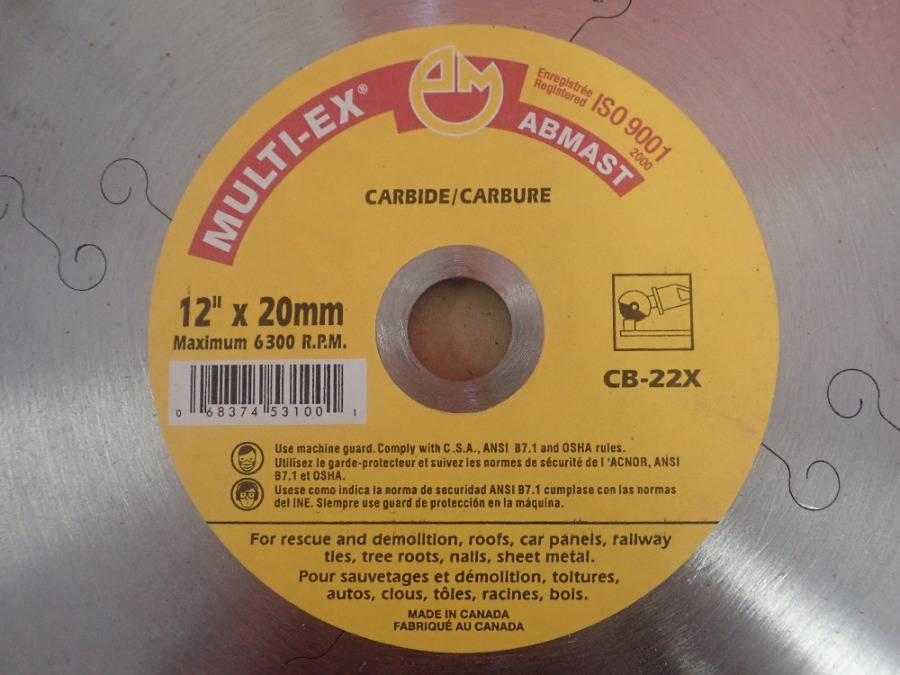 MULTI-EX®
AM
ABMAST
Enregistrée
Registered
ISO 9001
2000
CARBIDE/CARBURE
12" x 20mm
Maximum 6300 R.P.M.
0 68374 53100 1
CB-22X
Use machine guard. Comply with C.S.A., ANSI B7.1 and OSHA rules.
Utilisez le garde-protecteur et suivez les normes de sécurité de l 'ACNOR, ANSI
B7.1 et OSHA.
Usese como indica la norma de securidad ANSI B7.1 cumplase con las normas
del INE. Siempre use guard de protección en la máquina.
For rescue and demolition, roofs, car panels, railway
ties, tree roots, nails, sheet metal.
Pour sauvetages et démolition, toitures,
autos, clous, tôles, racines, bois.
MADE IN CANADA
FABRIQUÉ AU CANADA